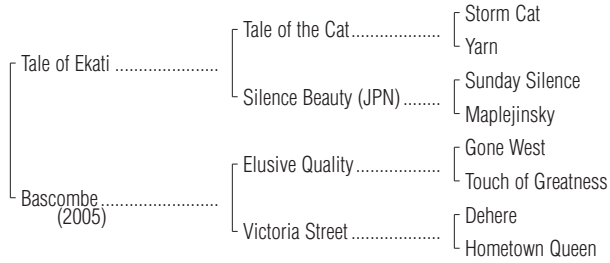 Storm Cat
Tale of the Cat....................
Yarn
Tale of Ekati .......................
Sunday Silence
Silence Beauty (JPN) ........
Maplejinsky
Gone West
Elusive Quality ...................
Touch of Greatness
Bascombe..........................
(2005)
Dehere
Victoria Street ....................
Hometown Queen